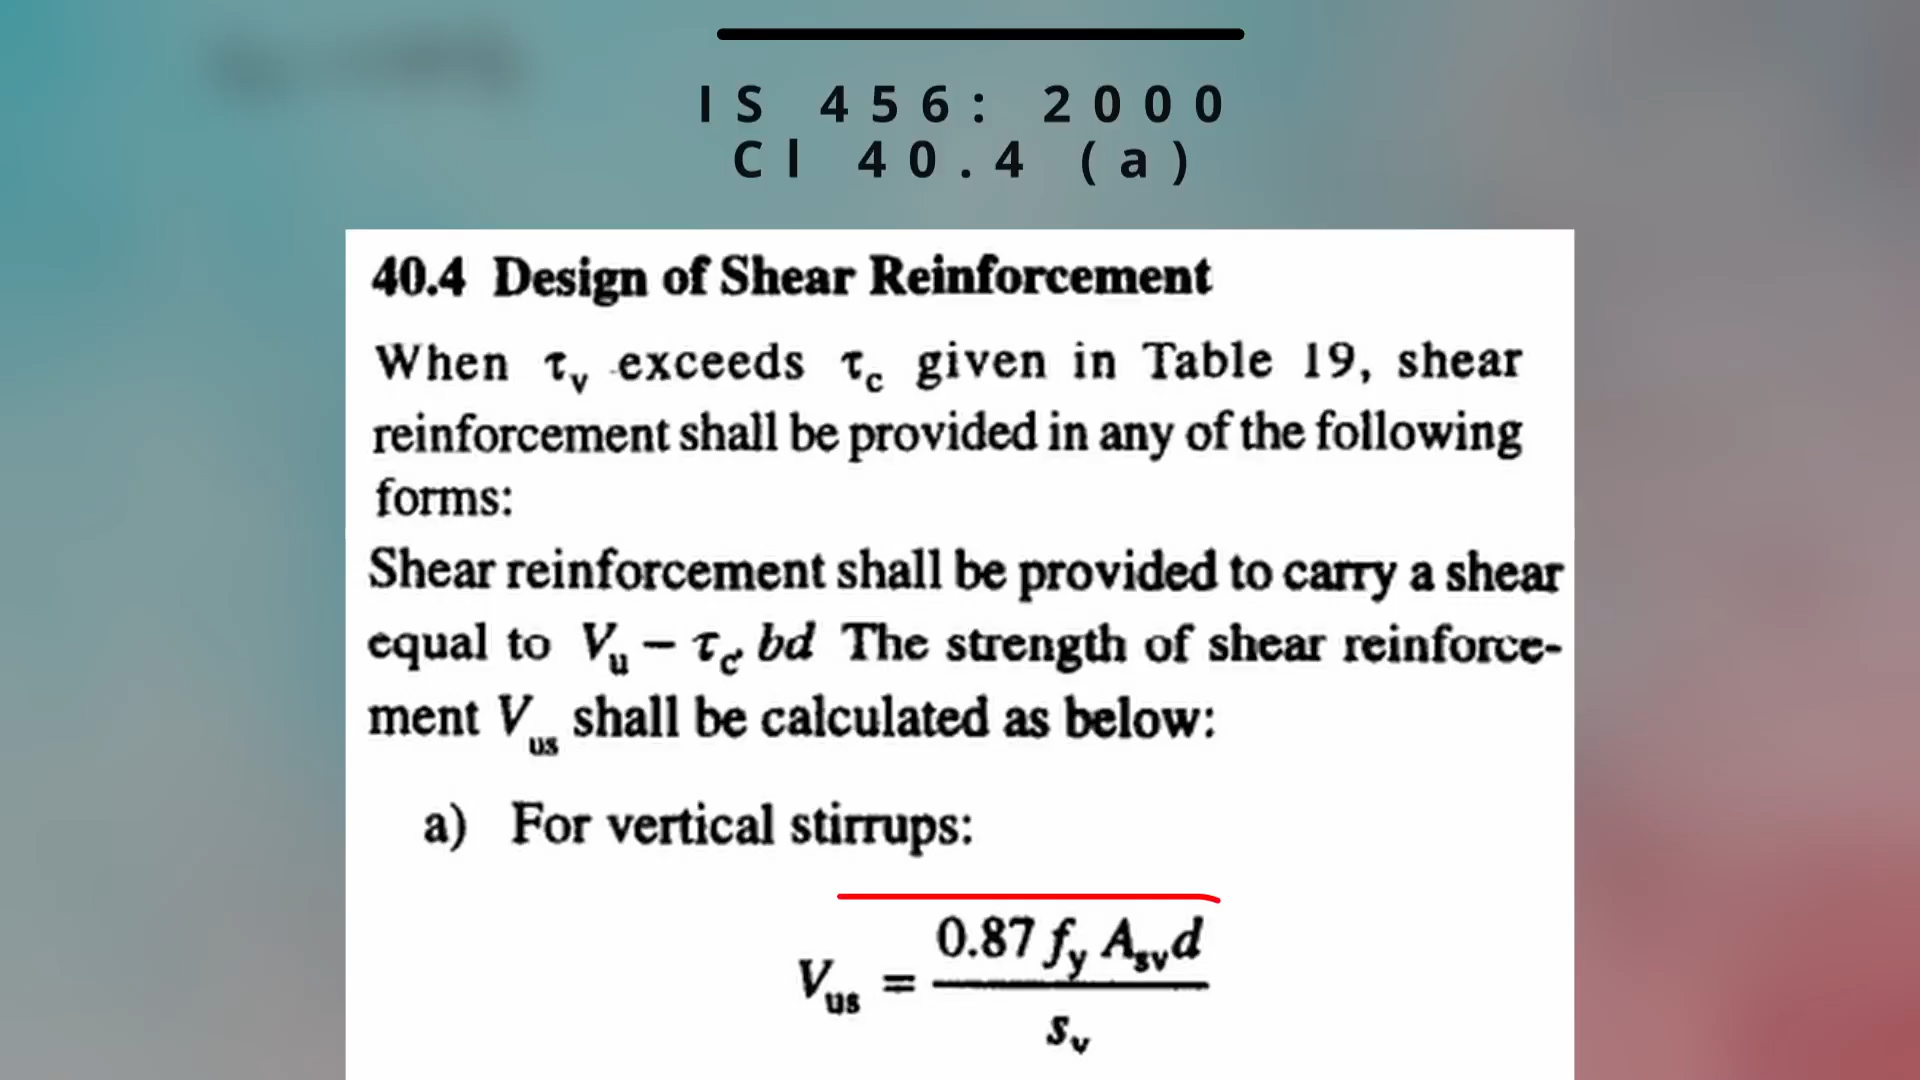 IS 456: 2000
Cl 40.4 (a)
40.4 Design of Shear Reinforcement
When τv exceeds τc given in Table 19, shear
reinforcement shall be provided in any of the following
forms:
Shear reinforcement shall be provided to carry a shear
equal to Vu – τc bd The strength of shear reinforce-
ment Vus shall be calculated as below:
a) For vertical stirrups:
Vus = 0.87 fy Asv d / sv